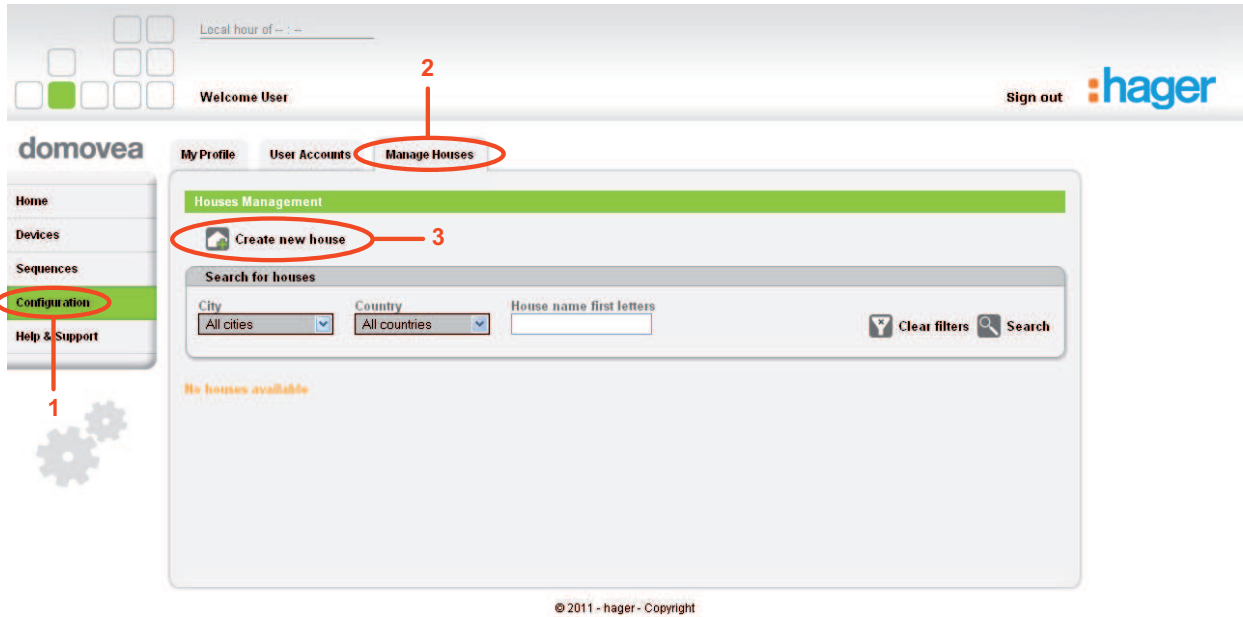 Local hour of -- : --
2
Welcome User
Sign out
:hager
domovea
My Profile
User Accounts
Manage Houses
Home
Devices
Sequences
Configuration
Help & Support
1
Houses Management
Create new house
3
Search for houses
City
Country
House name first letters
All cities
All countries
Clear filters
Search
No houses available
© 2011 - hager - Copyright